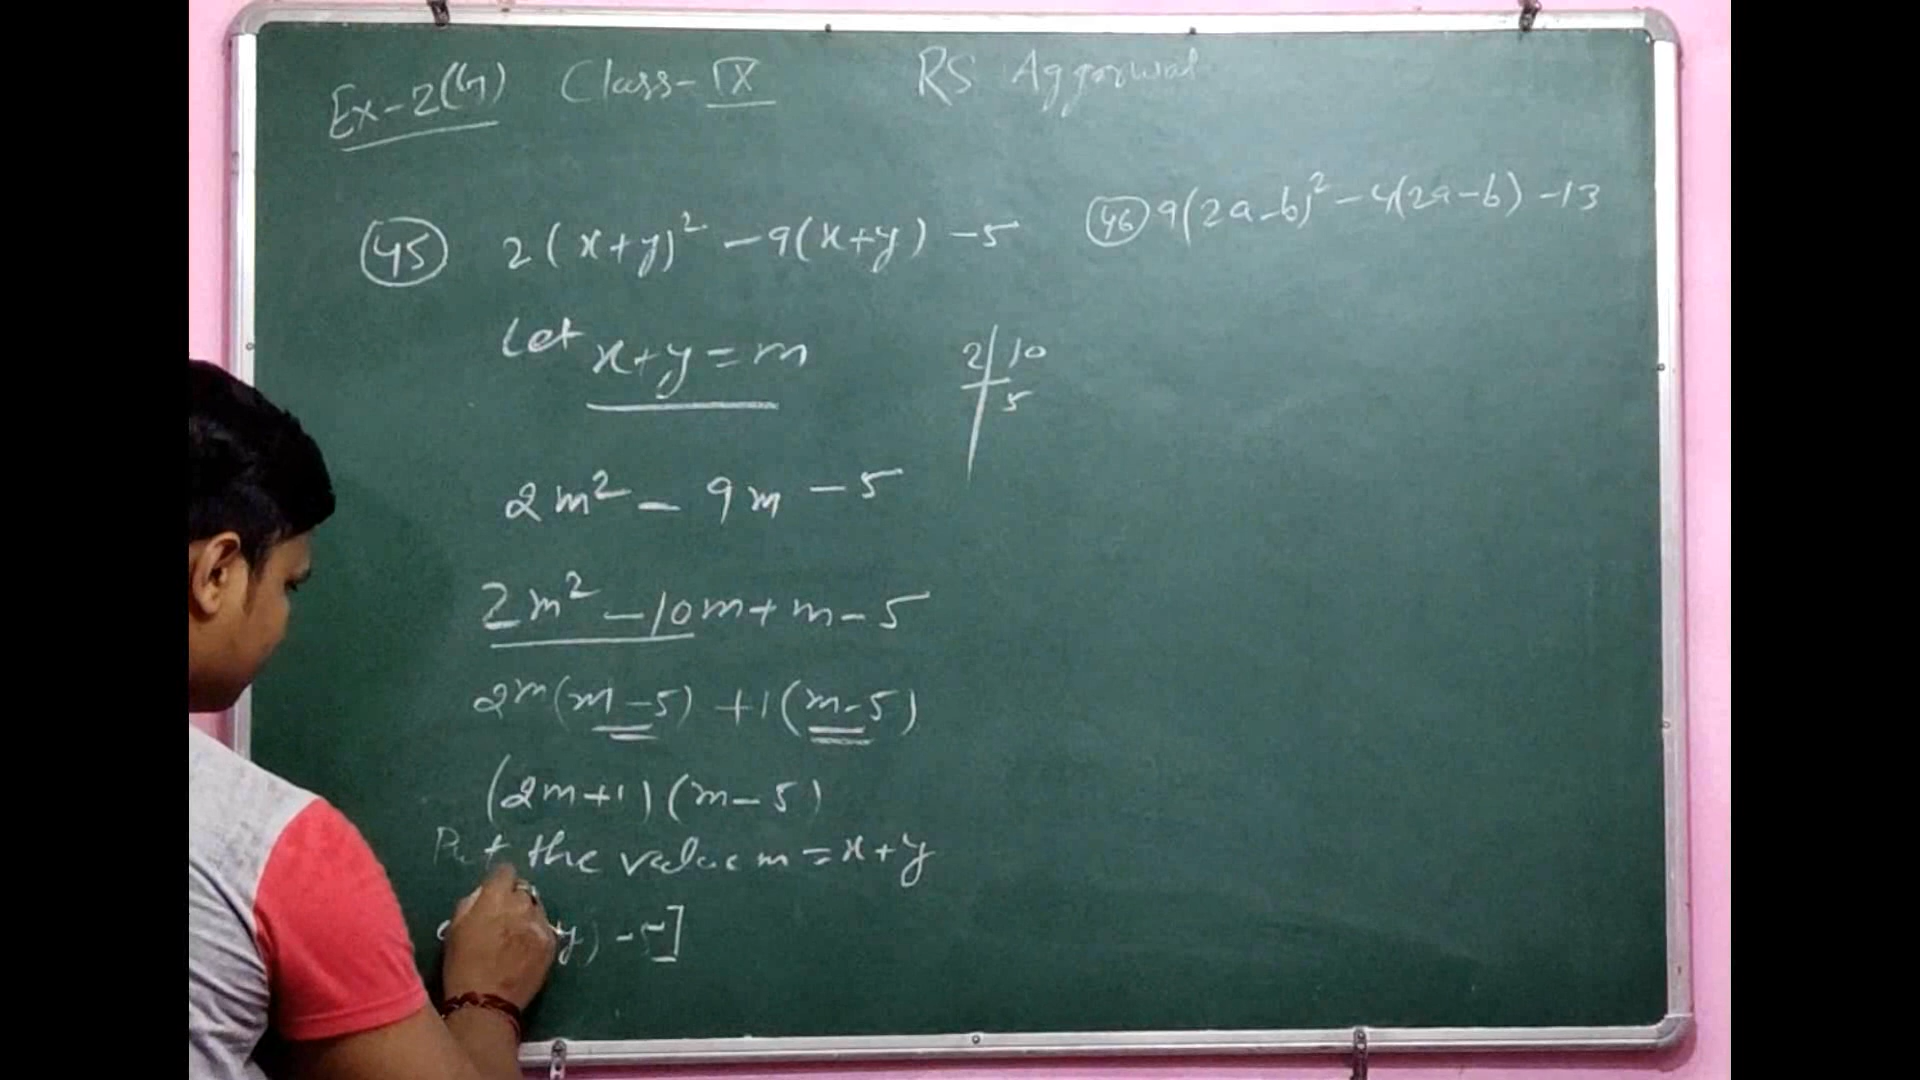 Ex-2(G) Class-IX RS Aggarwal
45 2(x+y)² -9(x+y) -5
46 9(2a-b)² -4(2a-b) -13
Let x+y=m
2 | 10
5
2m² - 9m - 5
2m² -10m+m-5
2m(m-5) +1(m-5)
(2m+1)(m-5)
Put the value m=x+y
y) -5]